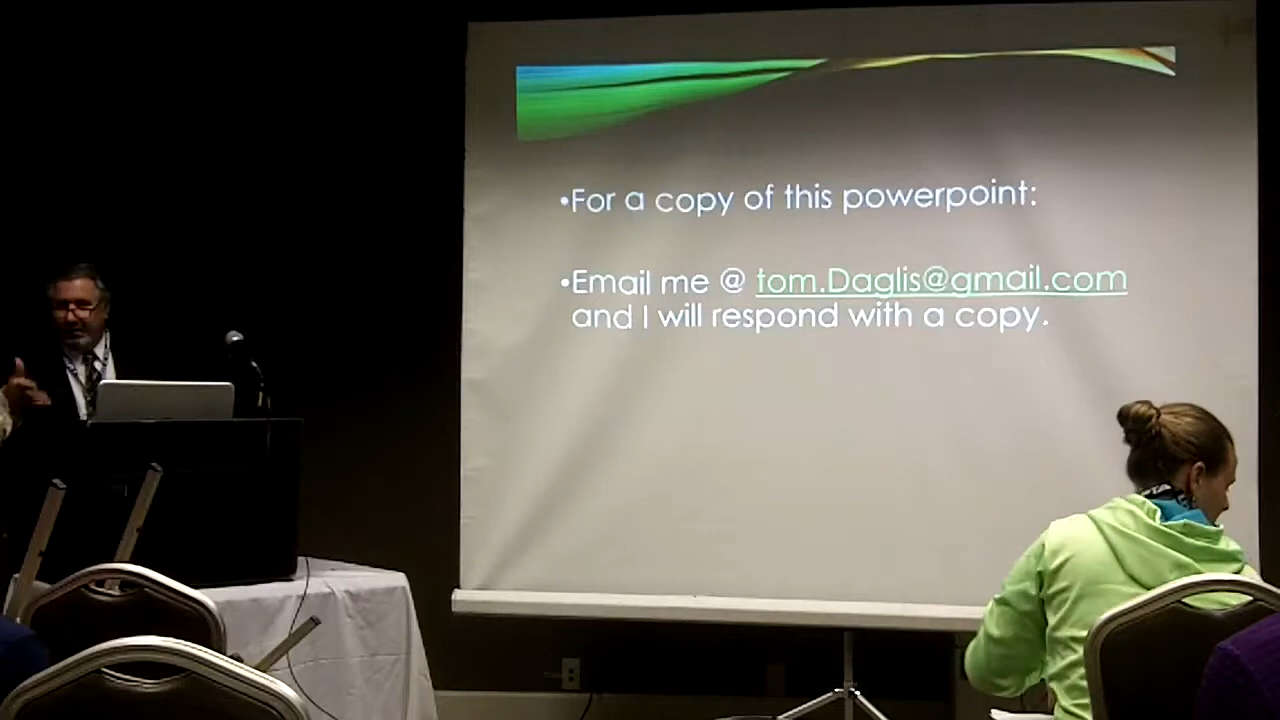 •For a copy of this powerpoint:
•Email me @ tom.Daglis@gmail.com
and I will respond with a copy.